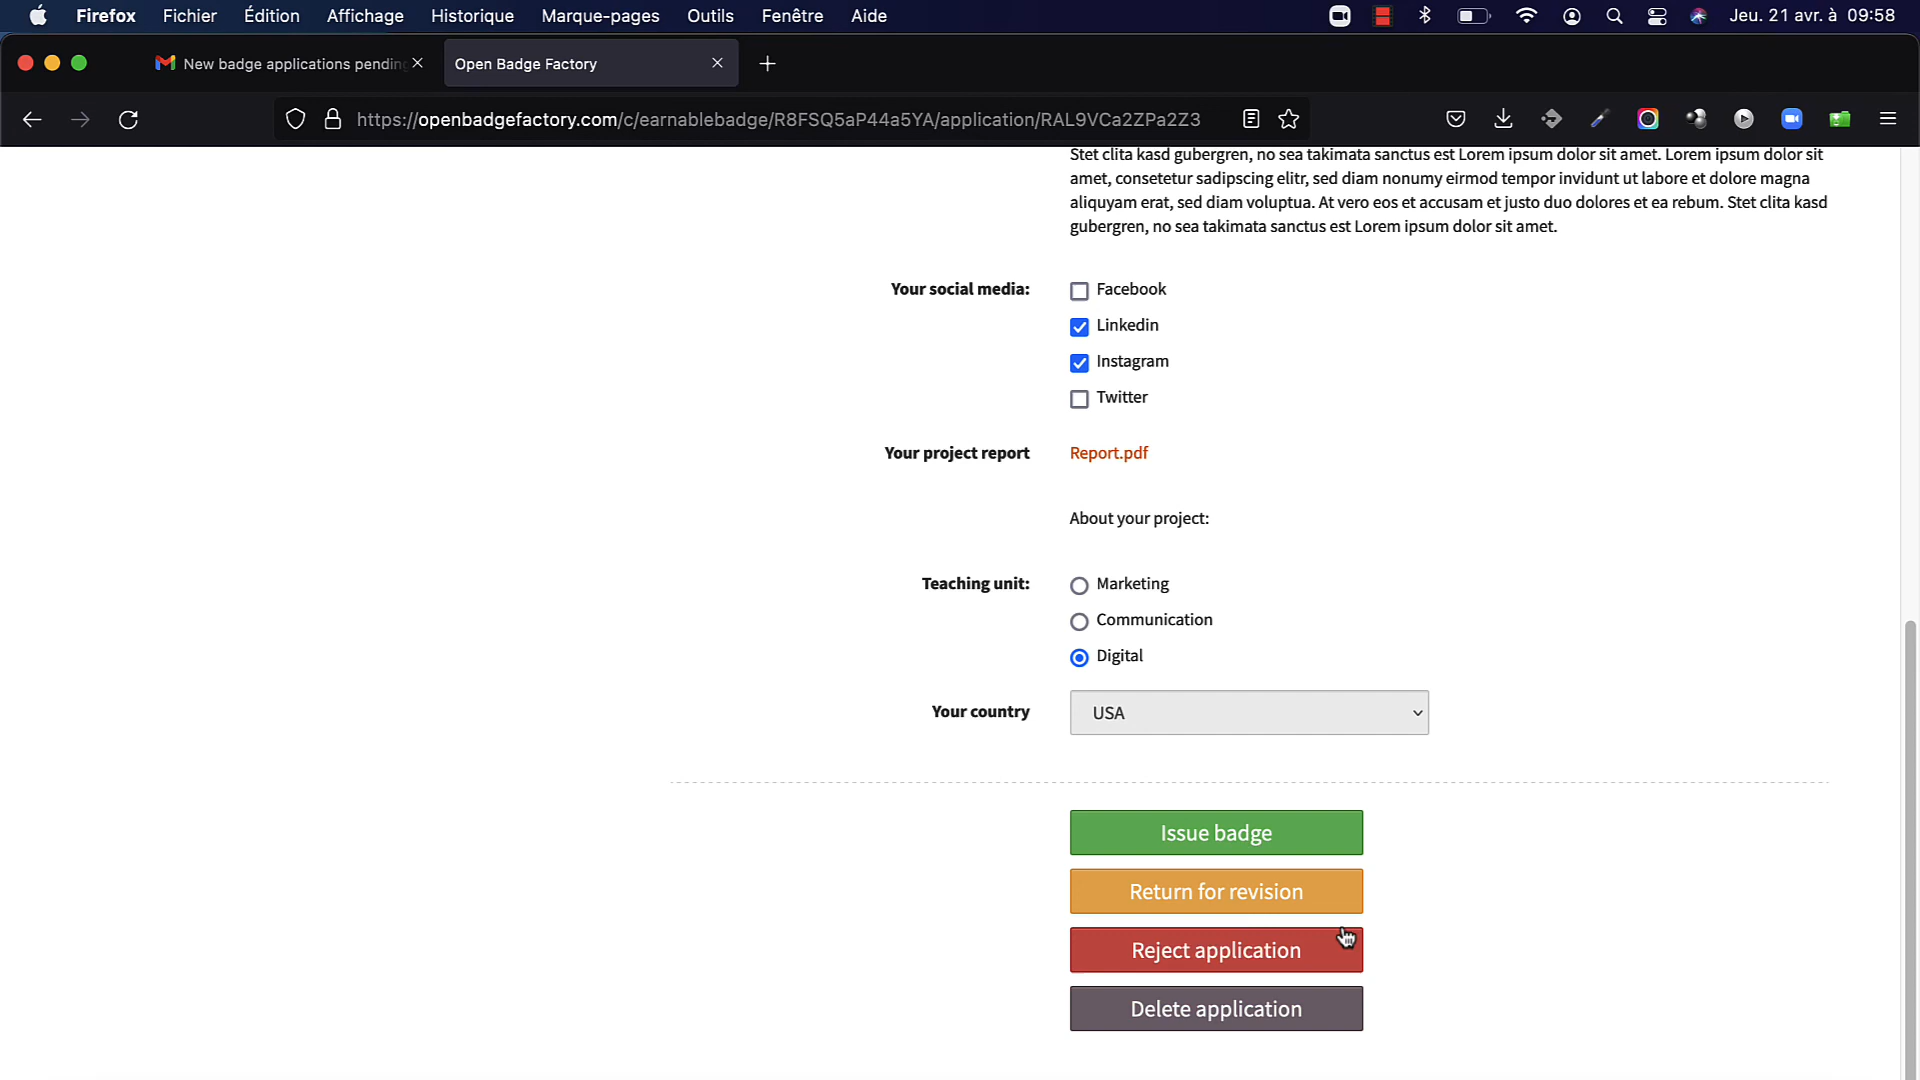 Firefox Fichier Édition Affichage Historique Marque-pages Outils Fenêtre Aide Jeu. 21 avr. à 09:58
New badge applications pending Open Badge Factory
https://openbadgefactory.com/c/earnablebadge/R8FSQ5aP44a5YA/application/RAL9VCa2ZPa2Z3
Stet clita kasd gubergren, no sea takimata sanctus est Lorem ipsum dolor sit amet. Lorem ipsum dolor sit
amet, consetetur sadipscing elitr, sed diam nonumy eirmod tempor invidunt ut labore et dolore magna
aliquyam erat, sed diam voluptua. At vero eos et accusam et justo duo dolores et ea rebum. Stet clita kasd
gubergren, no sea takimata sanctus est Lorem ipsum dolor sit amet.
Your social media: Facebook
Linkedin
Instagram
Twitter
Your project report Report.pdf
About your project:
Teaching unit: Marketing
Communication
Digital
Your country USA
Issue badge
Return for revision
Reject application
Delete application